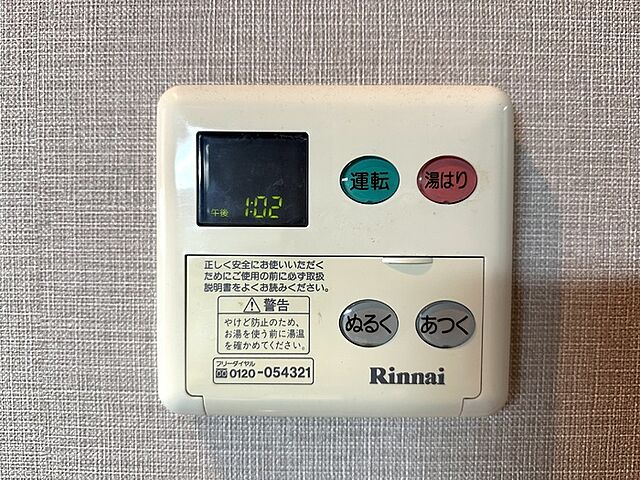 午後 1:02
運転
湯はり
正しく安全にお使いいただく
ためにご使用の前に必ず取扱
説明書をよくお読みください。
警告
やけど防止のため、
お湯を使う前に湯温
を確かめてください。
フリーダイヤル
0120-054321
ぬるく
あつく
Rinnai